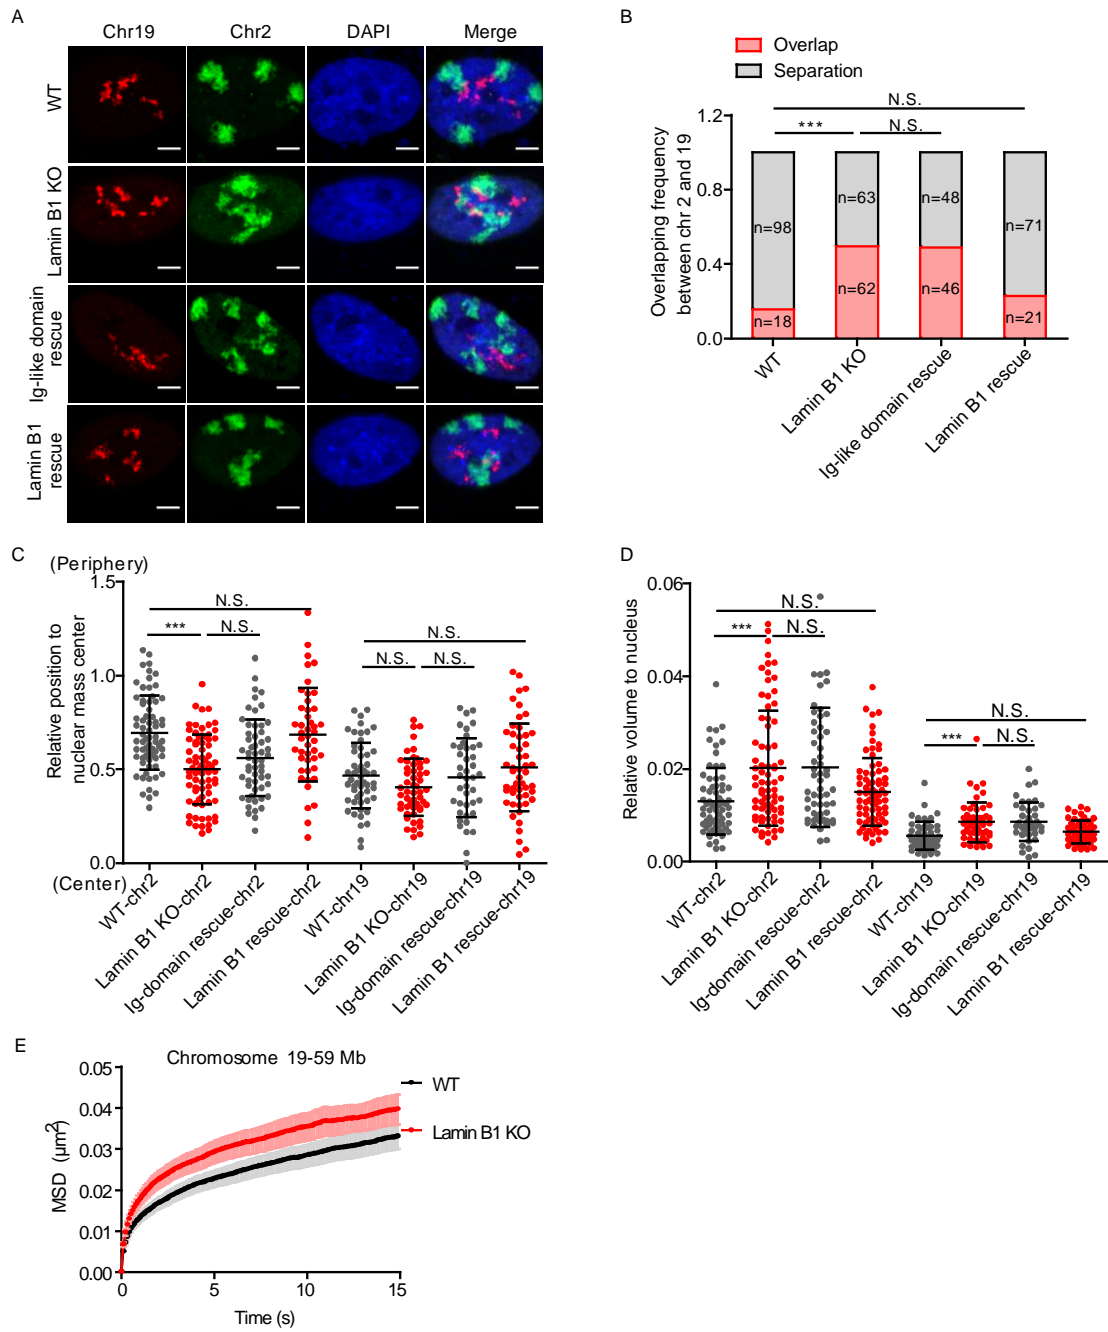 A
Chr19 Chr2 DAPI Merge
WT
Lamin B1 KO
Ig-like domain
rescue
Lamin B1
rescue
B
Overlap
Separation
N.S.
*** N.S.
Overlapping frequency
between chr 2 and 19
1.2
0.8
0.4
0.0
n=98
n=18
n=63
n=62
n=48
n=46
n=71
n=21
WT
Lamin B1 KO
Ig-like domain rescue
Lamin B1 rescue
C
(Periphery)
Relative position to
nuclear mass center
1.5
1.0
0.5
0.0
(Center)
N.S.
*** N.S.
N.S.
N.S. N.S.
WT-chr2
Lamin B1 KO-chr2
Ig-domain rescue-chr2
Lamin B1 rescue-chr2
WT-chr19
Lamin B1 KO-chr19
Ig-domain rescue-chr19
Lamin B1 rescue-chr19
D
Relative volume to nucleus
0.06
0.04
0.02
0.00
N.S.
*** N.S.
N.S.
*** N.S.
WT-chr2
Lamin B1 KO-chr2
Ig-domain rescue-chr2
Lamin B1 rescue-chr2
WT-chr19
Lamin B1 KO-chr19
Ig-domain rescue-chr19
Lamin B1 rescue-chr19
E
Chromosome 19-59 Mb
MSD (μm²)
0.05
0.04
0.03
0.02
0.01
0.00
0 5 10 15
Time (s)
WT
Lamin B1 KO